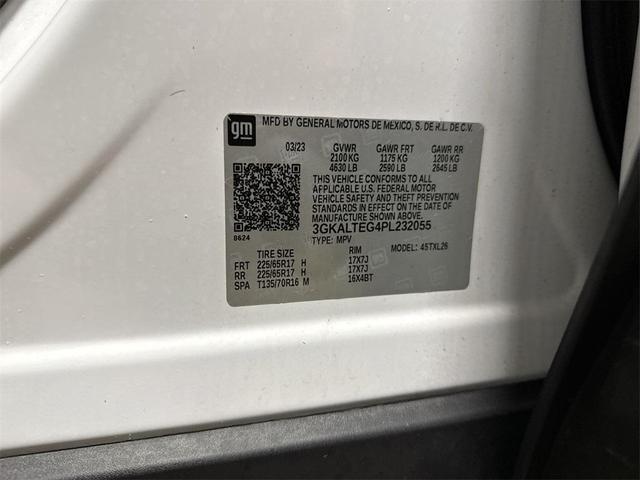 gm MFD BY GENERAL MOTORS DE MEXICO, S. DE R.L. DE C.V.
03/23 GVWR GAWR FRT GAWR RR
2100 KG 1175 KG 1200 KG
4630 LB 2590 LB 2645 LB
THIS VEHICLE CONFORMS TO ALL
APPLICABLE U.S. FEDERAL MOTOR
VEHICLE SAFETY AND THEFT PREVENTION
STANDARDS IN EFFECT ON THE DATE OF
MANUFACTURE SHOWN ABOVE.
3GKALTEG4PL232055
8624 TYPE: MPV MODEL: 45TXL26
TIRE SIZE RIM
FRT 225/65R17 H 17X7J
RR 225/65R17 H 17X7J
SPA T135/70R16 M 16X4BT